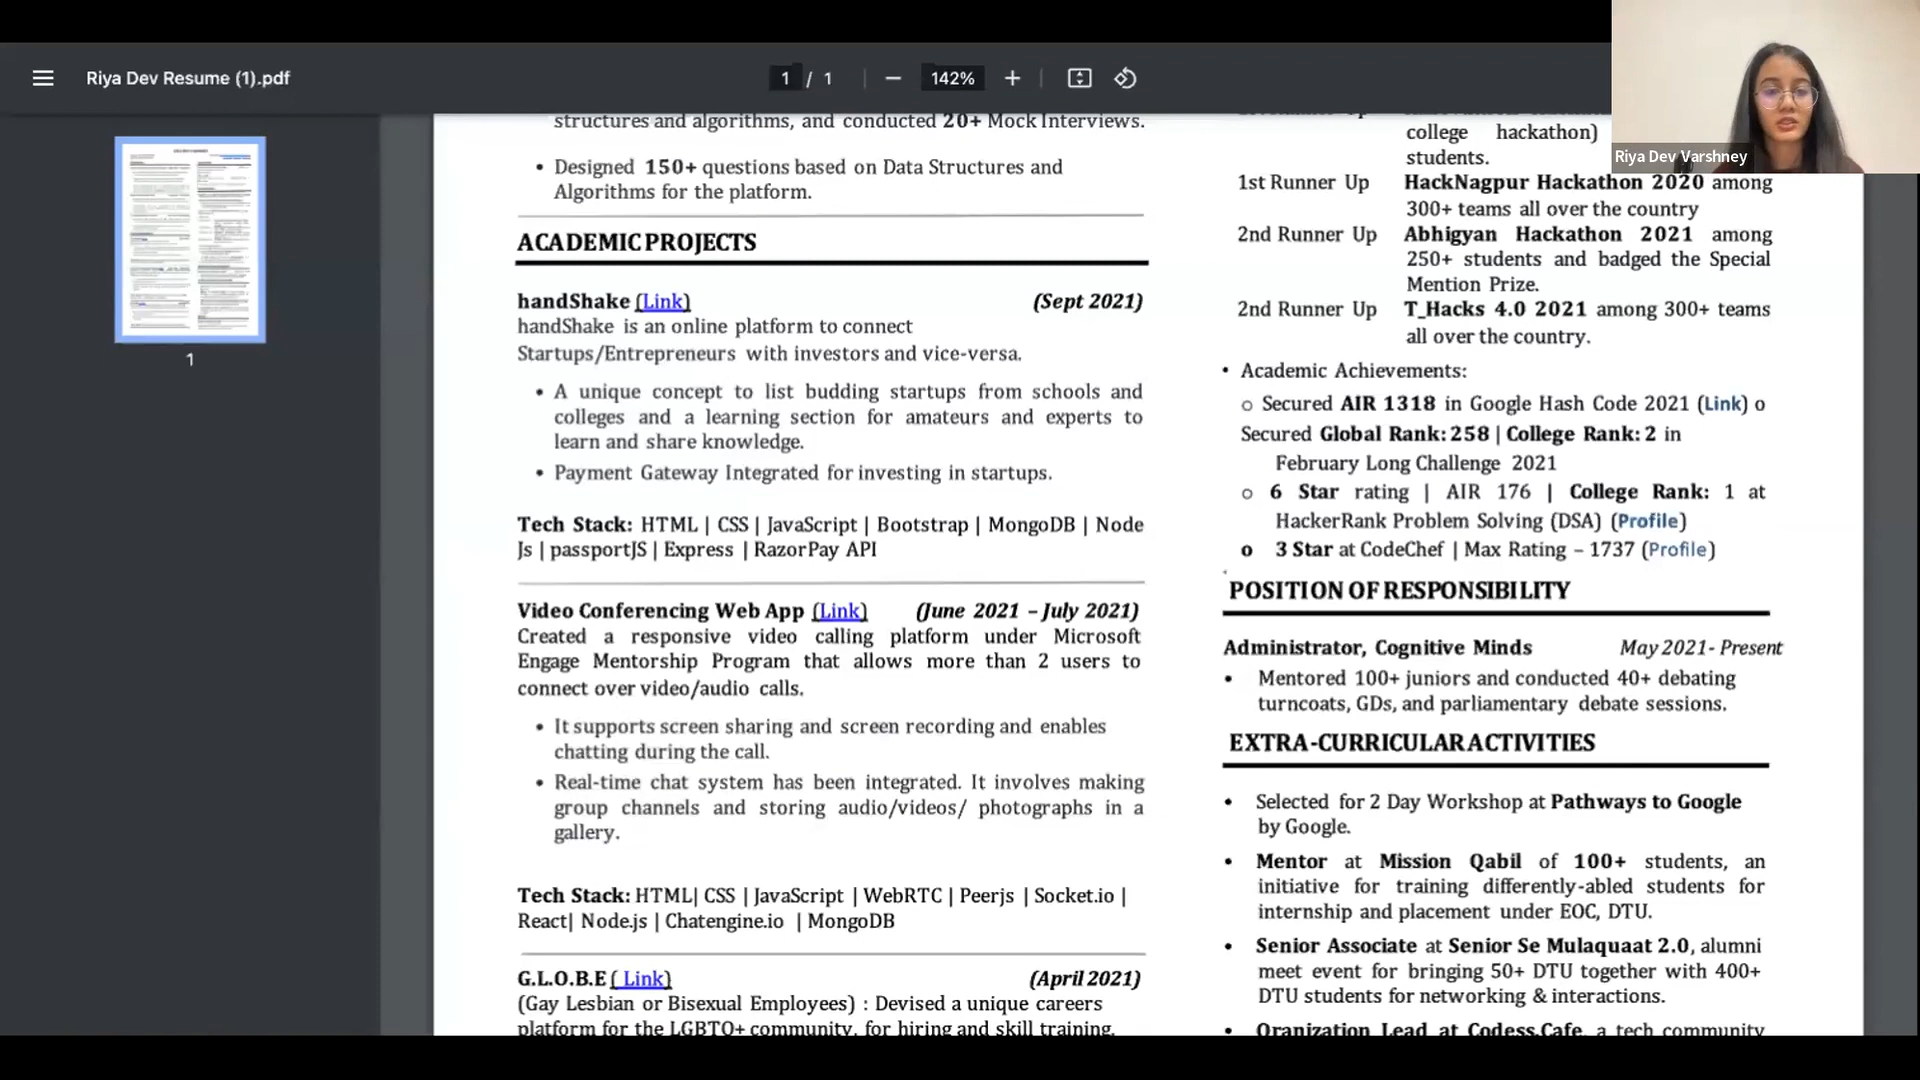 Riya Dev Resume (1).pdf
1 / 1
142%
Riya Dev Varshney
1
structures and algorithms, and conducted 20+ Mock Interviews.
• Designed 150+ questions based on Data Structures and
Algorithms for the platform.
ACADEMIC PROJECTS
handShake (Link) (Sept 2021)
handShake is an online platform to connect
Startups/Entrepreneurs with investors and vice-versa.
• A unique concept to list budding startups from schools and
colleges and a learning section for amateurs and experts to
learn and share knowledge.
• Payment Gateway Integrated for investing in startups.
Tech Stack: HTML | CSS | JavaScript | Bootstrap | MongoDB | Node
Js | passportJS | Express | RazorPay API
Video Conferencing Web App (Link) (June 2021 – July 2021)
Created a responsive video calling platform under Microsoft
Engage Mentorship Program that allows more than 2 users to
connect over video/audio calls.
• It supports screen sharing and screen recording and enables
chatting during the call.
• Real-time chat system has been integrated. It involves making
group channels and storing audio/videos/ photographs in a
gallery.
Tech Stack: HTML| CSS | JavaScript | WebRTC | Peerjs | Socket.io |
React| Node.js | Chatengine.io | MongoDB
G.L.O.B.E ( Link) (April 2021)
(Gay Lesbian or Bisexual Employees) : Devised a unique careers
platform for the LGBTQ+ community, for hiring and skill training.
college hackathon)
students.
1st Runner Up HackNagpur Hackathon 2020 among
300+ teams all over the country
2nd Runner Up Abhigyan Hackathon 2021 among
250+ students and badged the Special
Mention Prize.
2nd Runner Up T_Hacks 4.0 2021 among 300+ teams
all over the country.
• Academic Achievements:
o Secured AIR 1318 in Google Hash Code 2021 (Link) o
Secured Global Rank: 258 | College Rank: 2 in
February Long Challenge 2021
o 6 Star rating | AIR 176 | College Rank: 1 at
HackerRank Problem Solving (DSA) (Profile)
o 3 Star at CodeChef | Max Rating – 1737 (Profile)
POSITION OF RESPONSIBILITY
Administrator, Cognitive Minds May 2021- Present
• Mentored 100+ juniors and conducted 40+ debating
turncoats, GDs, and parliamentary debate sessions.
EXTRA-CURRICULAR ACTIVITIES
• Selected for 2 Day Workshop at Pathways to Google
by Google.
• Mentor at Mission Qabil of 100+ students, an
initiative for training differently-abled students for
internship and placement under EOC, DTU.
• Senior Associate at Senior Se Mulaquaat 2.0, alumni
meet event for bringing 50+ DTU together with 400+
DTU students for networking & interactions.
• Oranization Lead at Codess.Cafe, a tech community